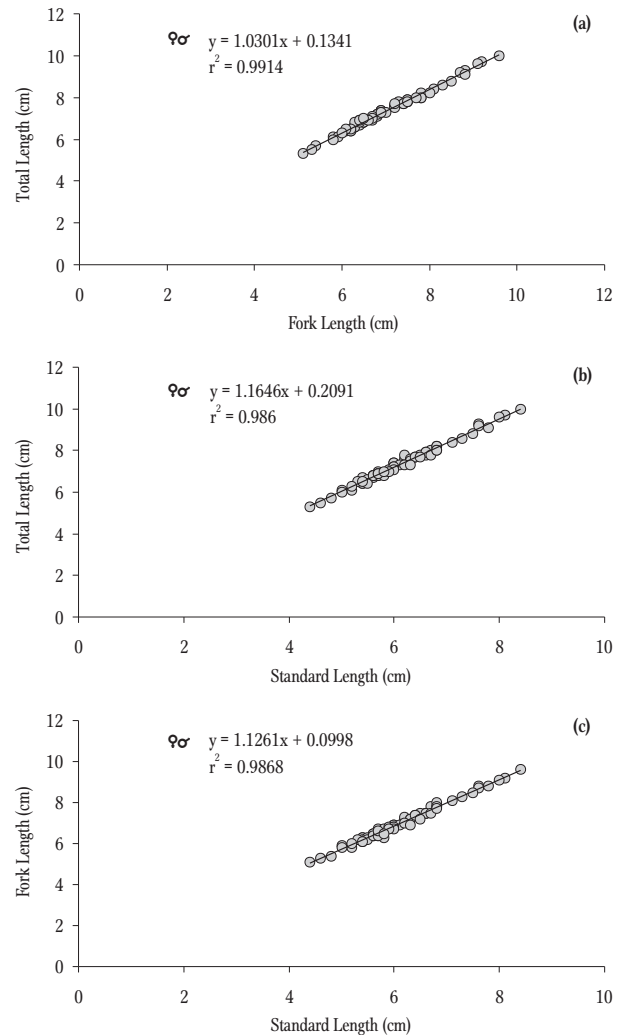 (a)
♀♂ y = 1.0301x + 0.1341
r² = 0.9914
12
10
8
6
4
2
0
Total Length (cm)
0 2 4 6 8 10 12
Fork Length (cm)
(b)
♀♂ y = 1.1646x + 0.2091
r² = 0.986
12
10
8
6
4
2
0
Total Length (cm)
0 2 4 6 8 10
Standard Length (cm)
(c)
♀♂ y = 1.1261x + 0.0998
r² = 0.9868
12
10
8
6
4
2
0
Fork Length (cm)
0 2 4 6 8 10
Standard Length (cm)